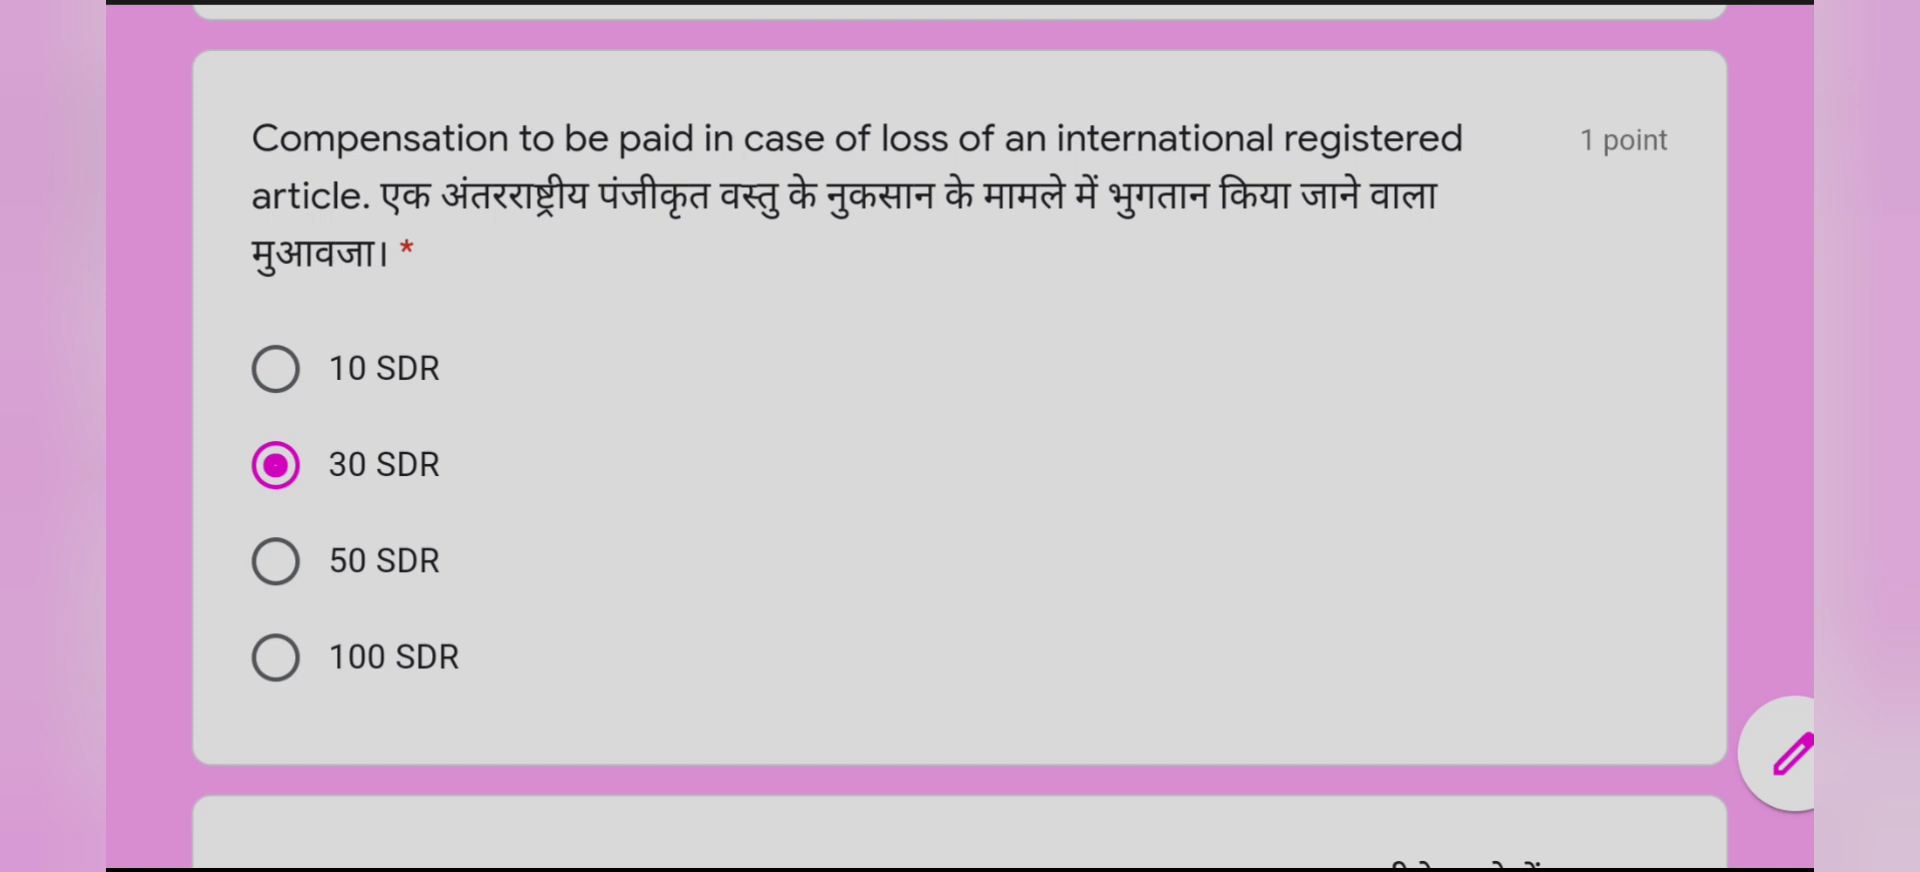 Compensation to be paid in case of loss of an international registered
1 point
article. एक अंतरराष्ट्रीय पंजीकृत वस्तु के नुकसान के मामले में भुगतान किया जाने वाला
मुआवजा। *
10 SDR
30 SDR
50 SDR
100 SDR